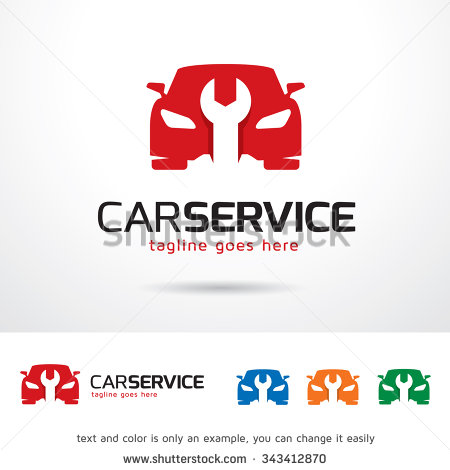 CARSERVICE
tagline goes here
shutterstock
CARSERVICE
tagline goes here
text and color is only an example, you can change it easily
www.shutterstock.com · 343412870